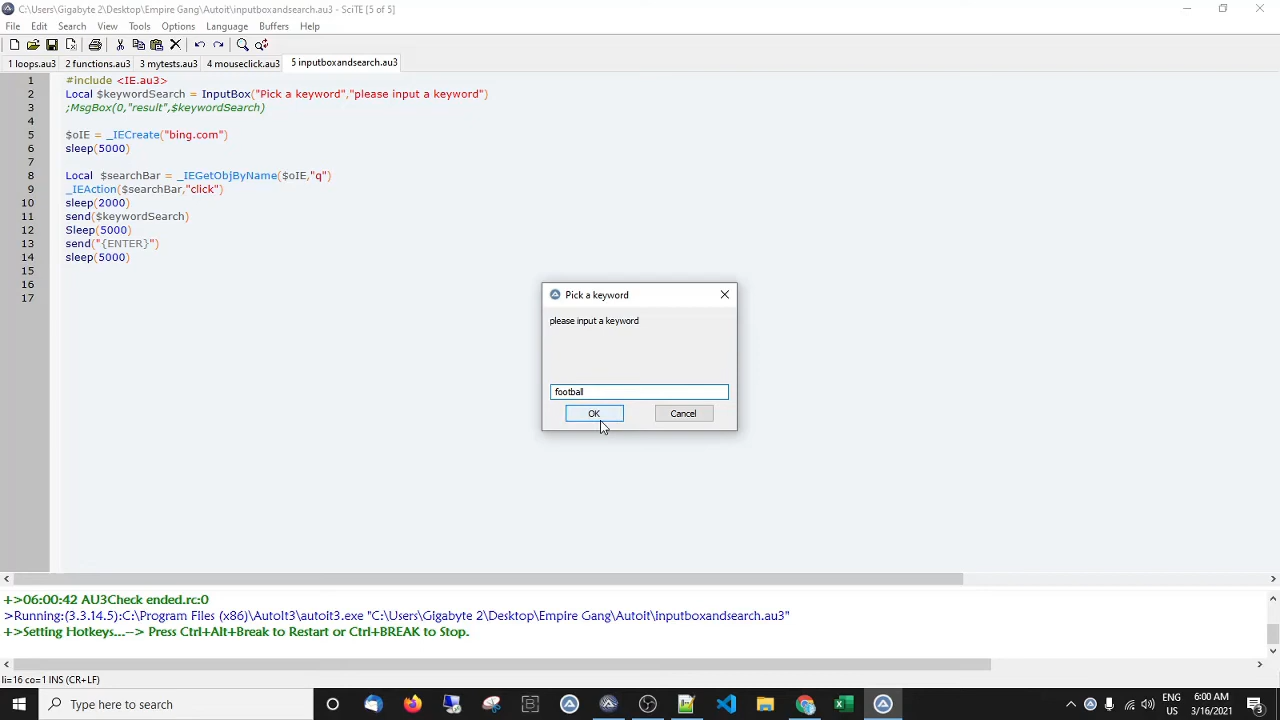 C:\Users\Gigabyte 2\Desktop\Empire Gang\Autoit\inputboxandsearch.au3 - SciTE [5 of 5]
File Edit Search View Tools Options Language Buffers Help
1 loops.au3 2 functions.au3 3 mytests.au3 4 mouseclick.au3 5 inputboxandsearch.au3
1 #include <IE.au3>
2 Local $keywordSearch = InputBox("Pick a keyword","please input a keyword")
3 ;MsgBox(0,"result",$keywordSearch)
4
5 $oIE = _IECreate("bing.com")
6 sleep(5000)
7
8 Local $searchBar = _IEGetObjByName($oIE,"q")
9 _IEAction($searchBar,"click")
10 sleep(2000)
11 send($keywordSearch)
12 Sleep(5000)
13 send("{ENTER}")
14 sleep(5000)
15
16
17
Pick a keyword
please input a keyword
football
OK Cancel
+>06:00:42 AU3Check ended.rc:0
>Running:(3.3.14.5):C:\Program Files (x86)\AutoIt3\autoit3.exe "C:\Users\Gigabyte 2\Desktop\Empire Gang\Autoit\inputboxandsearch.au3"
+>Setting Hotkeys...--> Press Ctrl+Alt+Break to Restart or Ctrl+BREAK to Stop.
li=16 co=1 INS (CR+LF)
Type here to search
ENG 6:00 AM
US 3/16/2021